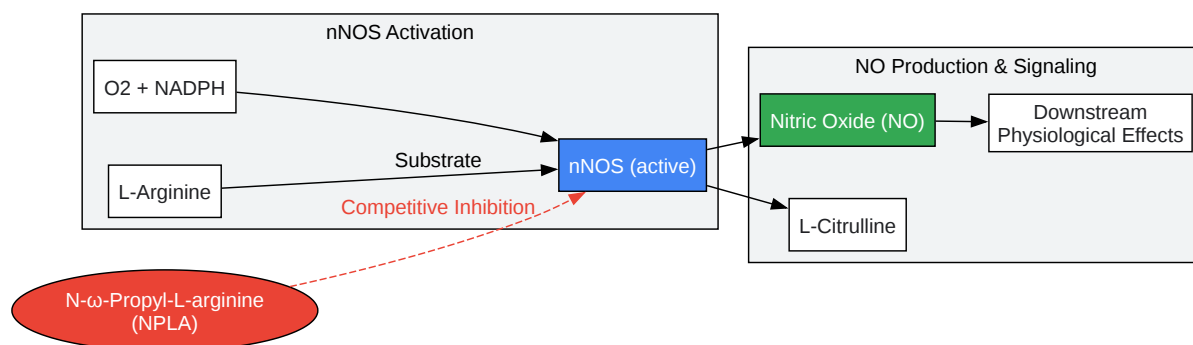 nNOS Activation
O2 + NADPH
L-Arginine
Substrate
Competitive Inhibition
nNOS (active)
N-ω-Propyl-L-arginine
(NPLA)
NO Production & Signaling
Nitric Oxide (NO)
Downstream
Physiological Effects
L-Citrulline